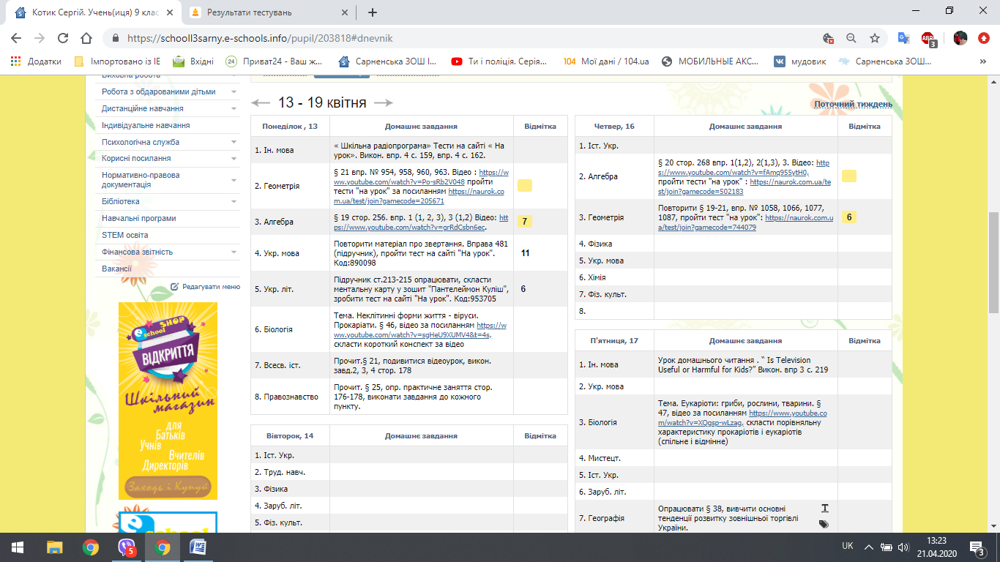 Котик Сергій. Учень(иця) 9 клас
Результати тестувань
https://schooll3sarny.e-schools.info/pupil/203818#dnevnik
ABP
3
Додатки
Імпортовано із IE
Вхідні
24
Приват24 - Ваш ж...
Сарненська ЗОШ І...
Ти і поліція. Серія...
104
Мої дані / 104.ua
МОБИЛЬНЫЕ АКС...
мудовик
Сарненська ЗОШ...
»
Виховна робота
Робота з обдарованими дітьми
Дистанційне навчання
Індивідуальне навчання
Психологічна служба
Корисні посилання
Нормативно-правова
документація
Бібліотека
Навчальні програми
STEM освіта
Фінансова звітність
Вакансії
Редагувати меню
e school
SHOP
ВІДКРИТТЯ
Шкільний
магазин
для
Батьків
Учнів
Вчителів
Директорів
Заходь і Купуй
e school
13 - 19 квітня
Поточний тиждень
Понеділок , 13 Домашнє завдання Відмітка
1. Ін. мова
« Шкільна радіопрограма» Тести на сайті « На
урок». Викон. впр. 4 с. 159, впр. 4 с. 162.
2. Геометрія
§ 21 впр. № 954, 958, 960, 963. Відео : https://w
ww.youtube.com/watch?v=Po-sRb2V048 пройти
тести "на урок" за посиланням https://naurok.co
m.ua/test/join?gamecode=205671
3. Алгебра
§ 19 стор. 256. впр. 1 (1, 2, 3), 3 (1,2) Відео: htt
ps://www.youtube.com/watch?v=grRdCsbn6ec.
7
4. Укр. мова
Повторити матеріал про звертання. Вправа 481
(підручник), пройти тест на сайті "На урок".
Код:890098
11
5. Укр. літ.
Підручник ст.213-215 опрацювати, скласти
ментальну карту у зошит "Пантелеймон Куліш",
зробити тест на сайті "На урок". Код:953705
6
6. Біологія
Тема. Неклітинні форми життя - віруси.
Прокаріати. § 46, відео за посиланням https://w
ww.youtube.com/watch?v=sgHeU9XUMV4&t=4s,
скласти короткий конспект за відео
7. Всесв. іст.
Прочит.§ 21, подивитися відеоурок, викон.
завд.2, 3, 4 стор. 178
8. Правознавство
Прочит. § 25, опр. практичне заняття стор.
176-178, виконати завдання до кожного
пункту.
Вівторок, 14 Домашнє завдання Відмітка
1. Іст. Укр.
2. Труд. навч.
3. Фізика
4. Заруб. літ.
5. Фіз. культ.
Четвер, 16 Домашнє завдання Відмітка
1. Іст. Укр.
2. Алгебра
§ 20 стор. 268 впр. 1(1,2), 2(1,3), 3. Відео: http
s://www.youtube.com/watch?v=fAmq955ytH0,
пройти тести "на урок" : https://naurok.com.ua/te
st/join?gamecode=502183
3. Геометрія
Повторити § 19-21, впр. № 1058, 1066, 1077,
1087, пройти тест "на урок": https://naurok.com.u
a/test/join?gamecode=744079
6
4. Фізика
5. Укр. мова
6. Хімія
7. Фіз. культ.
8.
П'ятниця, 17 Домашнє завдання Відмітка
1. Ін. мова
Урок домашнього читання . “ Is Television
Useful or Harmful for Kids?” Викон. впр 3 с. 219
2. Укр. мова
3. Біологія
Тема. Еукаріоти: гриби, рослини, тварини. §
47, відео за посиланням https://www.youtube.co
m/watch?v=XQgsp-wLzag, скласти порівняльну
характеристику прокаріотів і еукаріотів
(спільне і відмінне)
4. Мистецт.
5. Іст. Укр.
6. Заруб. літ.
7. Географія
Опрацювати § 38, вивчити основні
тенденції розвитку зовнішньої торгівлі
України.
5
UK
13:23
21.04.2020
3